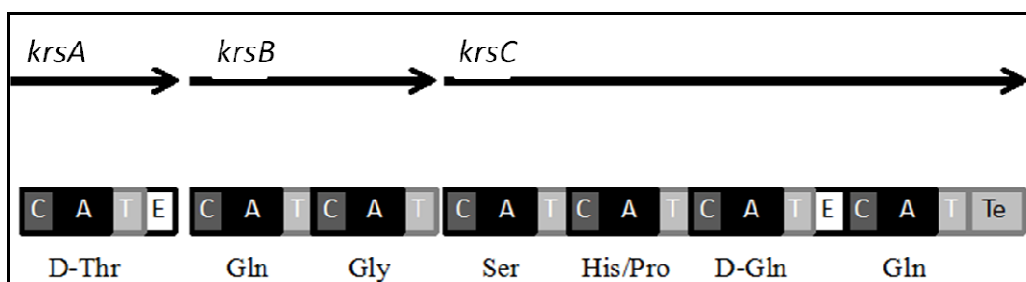 krsA krsB krsC
C A T E C A T C A T C A T C A T C A T E C A T Te
D-Thr Gln Gly Ser His/Pro D-Gln Gln